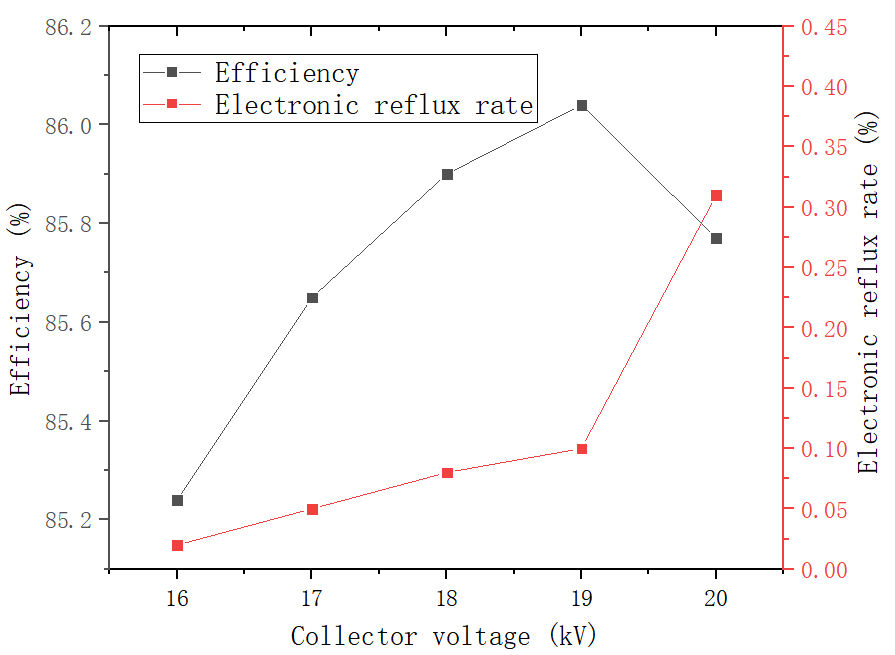 Efficiency
Electronic reflux rate
Efficiency (%)
86.2
86.0
85.8
85.6
85.4
85.2
0.45
0.40
0.35
0.30
0.25
0.20
0.15
0.10
0.05
0.00
Electronic reflux rate (%)
16 17 18 19 20
Collector voltage (kV)